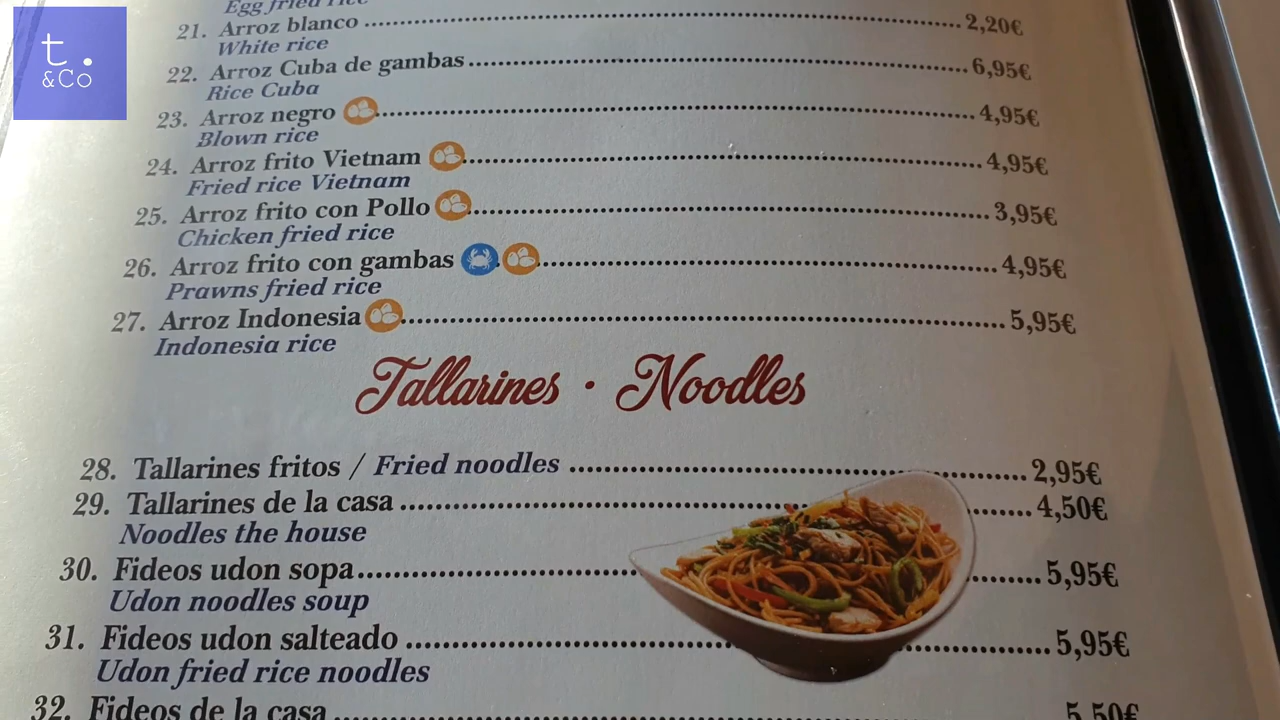 t.
&Co
Egg fried rice
21. Arroz blanco ........ 2,20€
White rice
22. Arroz Cuba de gambas ........ 6,95€
Rice Cuba
23. Arroz negro ........ 4,95€
Blown rice
24. Arroz frito Vietnam ........ 4,95€
Fried rice Vietnam
25. Arroz frito con Pollo ........ 3,95€
Chicken fried rice
26. Arroz frito con gambas ........ 4,95€
Prawns fried rice
27. Arroz Indonesia ........ 5,95€
Indonesia rice
Tallarines · Noodles
28. Tallarines fritos / Fried noodles ........ 2,95€
29. Tallarines de la casa ........ 4,50€
Noodles the house
30. Fideos udon sopa ........ 5,95€
Udon noodles soup
31. Fideos udon salteado ........ 5,95€
Udon fried rice noodles
32. Fideos de la casa ........ 5,50€